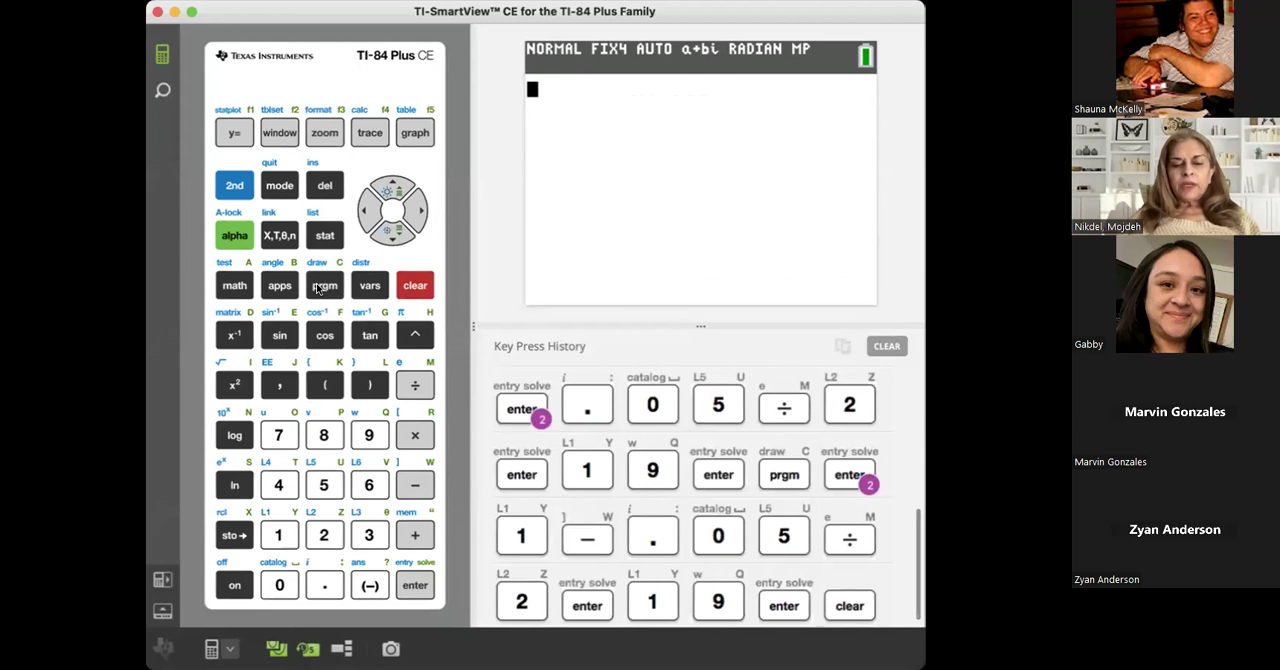 TI-SmartView™ CE for the TI-84 Plus Family
TEXAS INSTRUMENTS TI-84 Plus CE
statplot f1 tblset f2 format f3 calc f4 table f5
y= window zoom trace graph
quit ins
2nd mode del
A-lock link list
alpha X,T,θ,n stat
test A angle B draw C distr
math apps prgm vars clear
matrix D sin⁻¹ E cos⁻¹ F tan⁻¹ G π H
x⁻¹ sin cos tan ^
√ I EE J { K } L e M
x² , ( ) ÷
10ˣ N u O v P w Q [ R
log 7 8 9 ×
eˣ S L4 T L5 U L6 V ] W
ln 4 5 6 −
rcl X L1 Y L2 Z L3 θ mem "
sto→ 1 2 3 +
off catalog ⎵ i : ans ? entry solve
on 0 . (−) enter
NORMAL FIX4 AUTO a+bi RADIAN MP
Key Press History
CLEAR
entry solve i : catalog ⎵ L5 U e M L2 Z
enter 2 . 0 5 ÷ 2
entry solve L1 Y w Q entry solve draw C entry solve
enter 1 9 enter prgm enter 2
L1 Y ] W i : catalog ⎵ L5 U e M
1 − . 0 5 ÷
L2 Z entry solve L1 Y w Q entry solve
2 enter 1 9 enter clear
Shauna McKelly
Nikdel, Mojdeh
Gabby
Marvin Gonzales
Marvin Gonzales
Zyan Anderson
Zyan Anderson